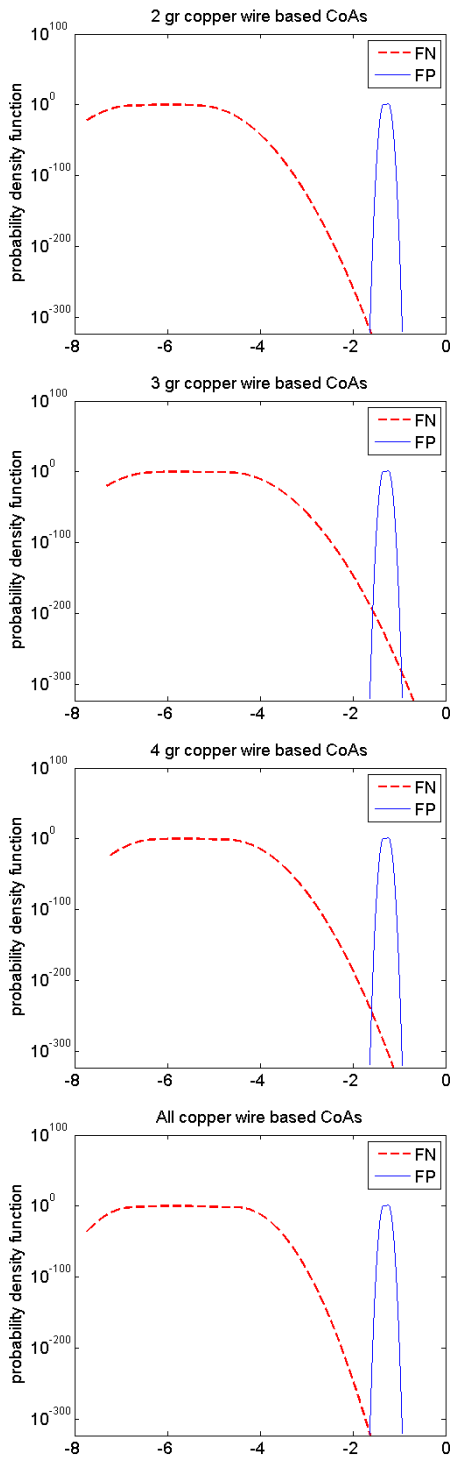 2 gr copper wire based CoAs
10^100
10^0
10^-100
10^-200
10^-300
probability density function
FN
FP
-8 -6 -4 -2 0
3 gr copper wire based CoAs
10^100
10^0
10^-100
10^-200
10^-300
probability density function
FN
FP
-8 -6 -4 -2 0
4 gr copper wire based CoAs
10^100
10^0
10^-100
10^-200
10^-300
probability density function
FN
FP
-8 -6 -4 -2 0
All copper wire based CoAs
10^100
10^0
10^-100
10^-200
10^-300
probability density function
FN
FP
-8 -6 -4 -2 0